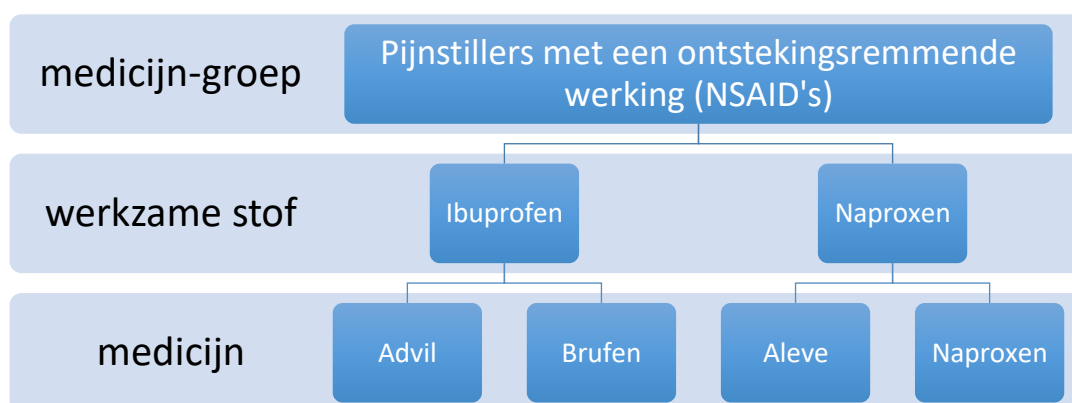 medicijn-groep
Pijnstillers met een ontstekingsremmende
werking (NSAID's)
werkzame stof
Ibuprofen
Naproxen
medicijn
Advil
Brufen
Aleve
Naproxen